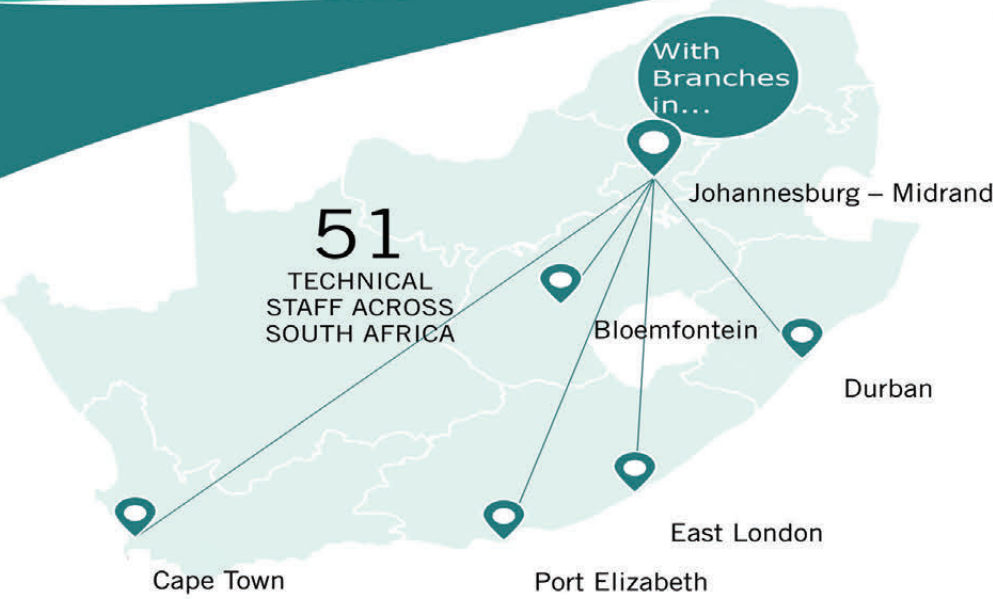 With
Branches
in...
Johannesburg – Midrand
51
TECHNICAL
STAFF ACROSS
SOUTH AFRICA
Bloemfontein
Durban
East London
Cape Town
Port Elizabeth